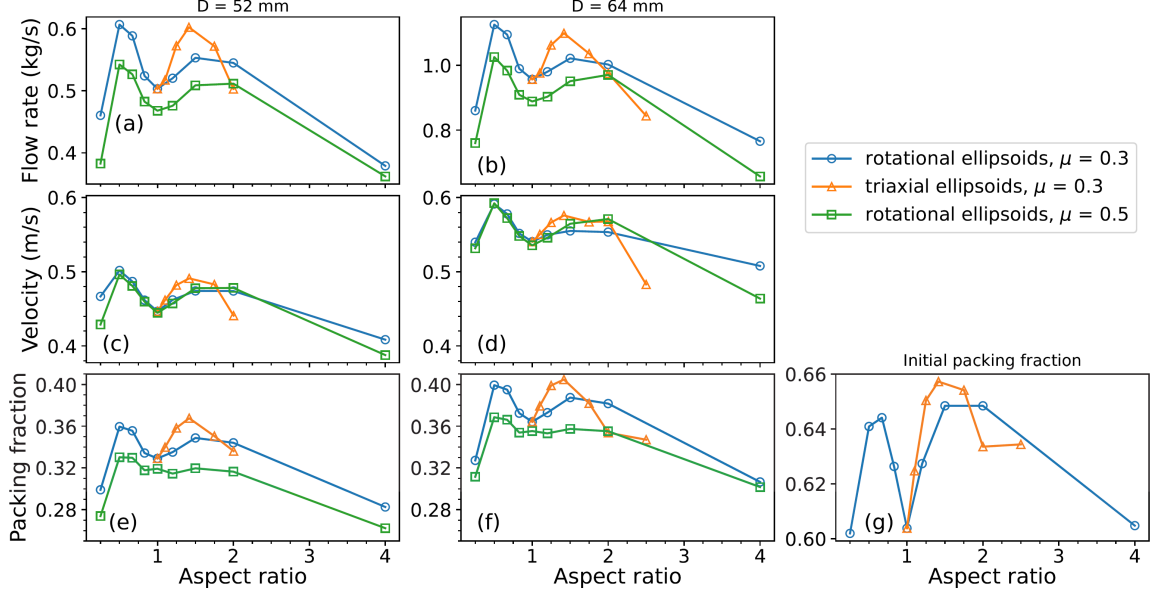 D = 52 mm
D = 64 mm
Flow rate (kg/s)
0.6
0.5
0.4
(a)
1.0
0.8
(b)
rotational ellipsoids, μ = 0.3
triaxial ellipsoids, μ = 0.3
rotational ellipsoids, μ = 0.5
Velocity (m/s)
0.6
0.5
0.4
(c)
0.6
0.5
0.4
(d)
Packing fraction
0.40
0.36
0.32
0.28
(e)
1 2 3 4
Aspect ratio
0.40
0.36
0.32
0.28
(f)
1 2 3 4
Aspect ratio
Initial packing fraction
0.66
0.64
0.62
0.60
(g)
1 2 3 4
Aspect ratio